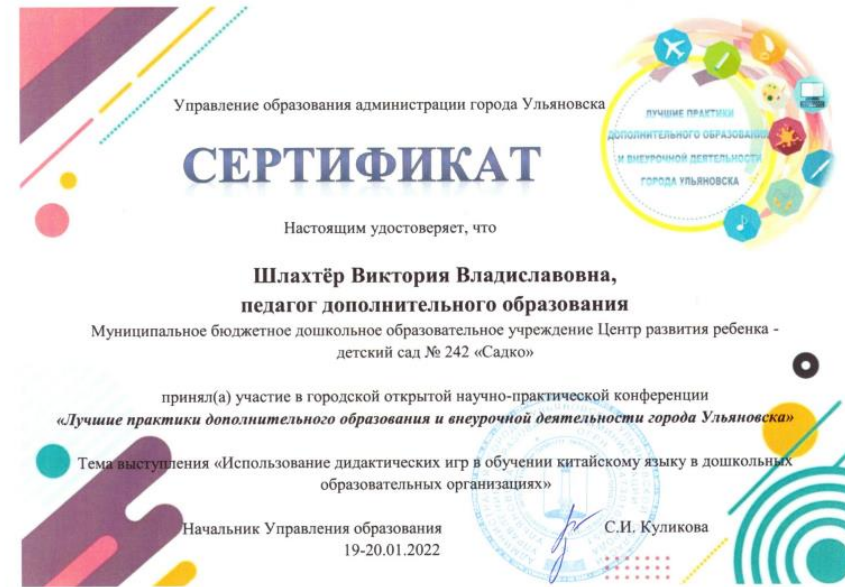 Управление образования администрации города Ульяновска
ЛУЧШИЕ ПРАКТИКИ
ДОПОЛНИТЕЛЬНОГО ОБРАЗОВАНИЯ
И ВНЕУРОЧНОЙ ДЕЯТЕЛЬНОСТИ
ГОРОДА УЛЬЯНОВСКА
СЕРТИФИКАТ
Настоящим удостоверяет, что
Шлахтёр Виктория Владиславовна,
педагог дополнительного образования
Муниципальное бюджетное дошкольное образовательное учреждение Центр развития ребенка -
детский сад № 242 «Садко»
принял(а) участие в городской открытой научно-практической конференции
«Лучшие практики дополнительного образования и внеурочной деятельности города Ульяновска»
Тема выступления «Использование дидактических игр в обучении китайскому языку в дошкольных
образовательных организациях»
Начальник Управления образования
С.И. Куликова
19-20.01.2022